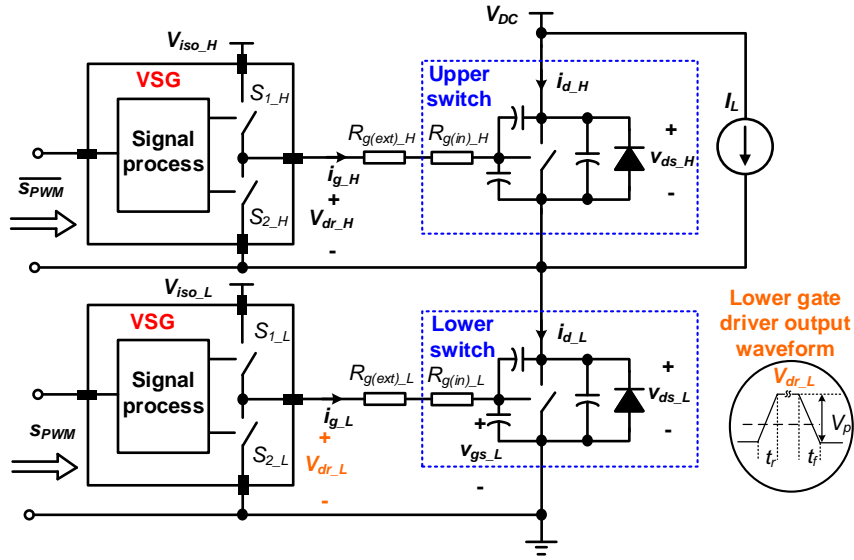 V_DC
V_iso_H
VSG
S_1_H
Signal
process
S_2_H
s_PWM
R_g(ext)_H
R_g(in)_H
i_g_H
+
V_dr_H
-
Upper
switch
i_d_H
+
v_ds_H
-
I_L
V_iso_L
VSG
S_1_L
Signal
process
S_2_L
s_PWM
R_g(ext)_L
R_g(in)_L
i_g_L
+
V_dr_L
-
Lower
switch
i_d_L
+
v_gs_L
-
+
v_ds_L
-
Lower gate
driver output
waveform
V_dr_L
V_p
t_r
t_f